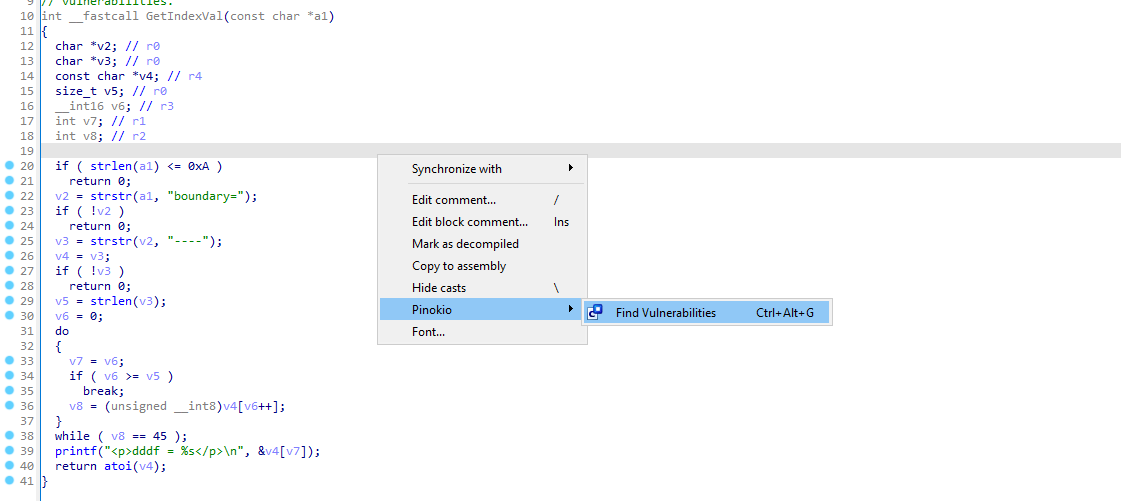 9 // vulnerabilities.
10 int __fastcall GetIndexVal(const char *a1)
11 {
12 char *v2; // r0
13 char *v3; // r0
14 const char *v4; // r4
15 size_t v5; // r0
16 __int16 v6; // r3
17 int v7; // r1
18 int v8; // r2
19
20 if ( strlen(a1) <= 0xA )
21 return 0;
22 v2 = strstr(a1, "boundary=");
23 if ( !v2 )
24 return 0;
25 v3 = strstr(v2, "----");
26 v4 = v3;
27 if ( !v3 )
28 return 0;
29 v5 = strlen(v3);
30 v6 = 0;
31 do
32 {
33 v7 = v6;
34 if ( v6 >= v5 )
35 break;
36 v8 = (unsigned __int8)v4[v6++];
37 }
38 while ( v8 == 45 );
39 printf("<p>dddf = %s</p>\n", &v4[v7]);
40 return atoi(v4);
41 }
Synchronize with
Edit comment... /
Edit block comment... Ins
Mark as decompiled
Copy to assembly
Hide casts \
Pinokio
Font...
Find Vulnerabilities Ctrl+Alt+G